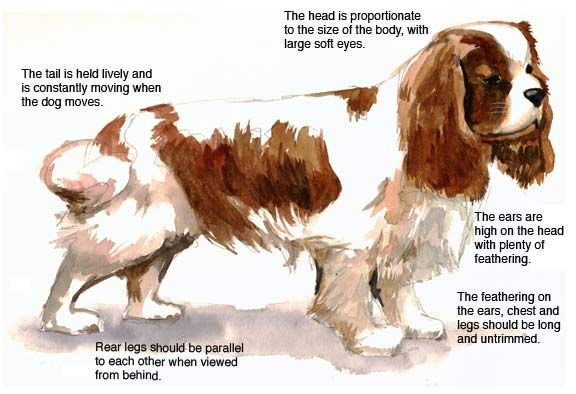 The head is proportionate
to the size of the body, with
large soft eyes.
The tail is held lively and
is constantly moving when
the dog moves.
The ears are
high on the head
with plenty of
feathering.
The feathering on
the ears, chest and
legs should be long
and untrimmed.
Rear legs should be parallel
to each other when viewed
from behind.